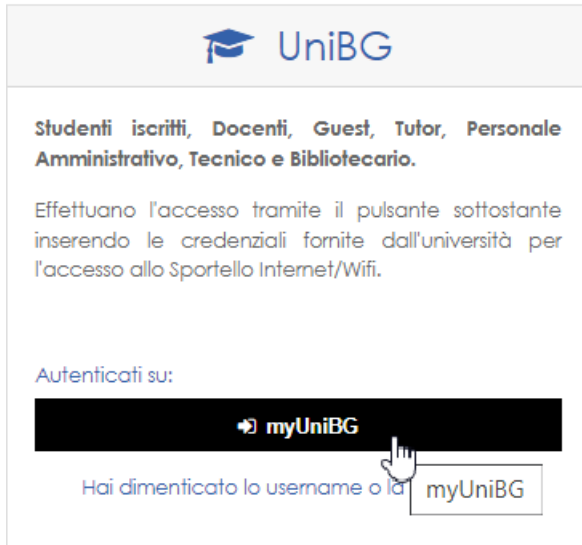 UniBG
Studenti iscritti, Docenti, Guest, Tutor, Personale
Amministrativo, Tecnico e Bibliotecario.
Effettuano l'accesso tramite il pulsante sottostante
inserendo le credenziali fornite dall'università per
l'accesso allo Sportello Internet/Wifi.
Autenticati su:
myUniBG
Hai dimenticato lo username o la
myUniBG